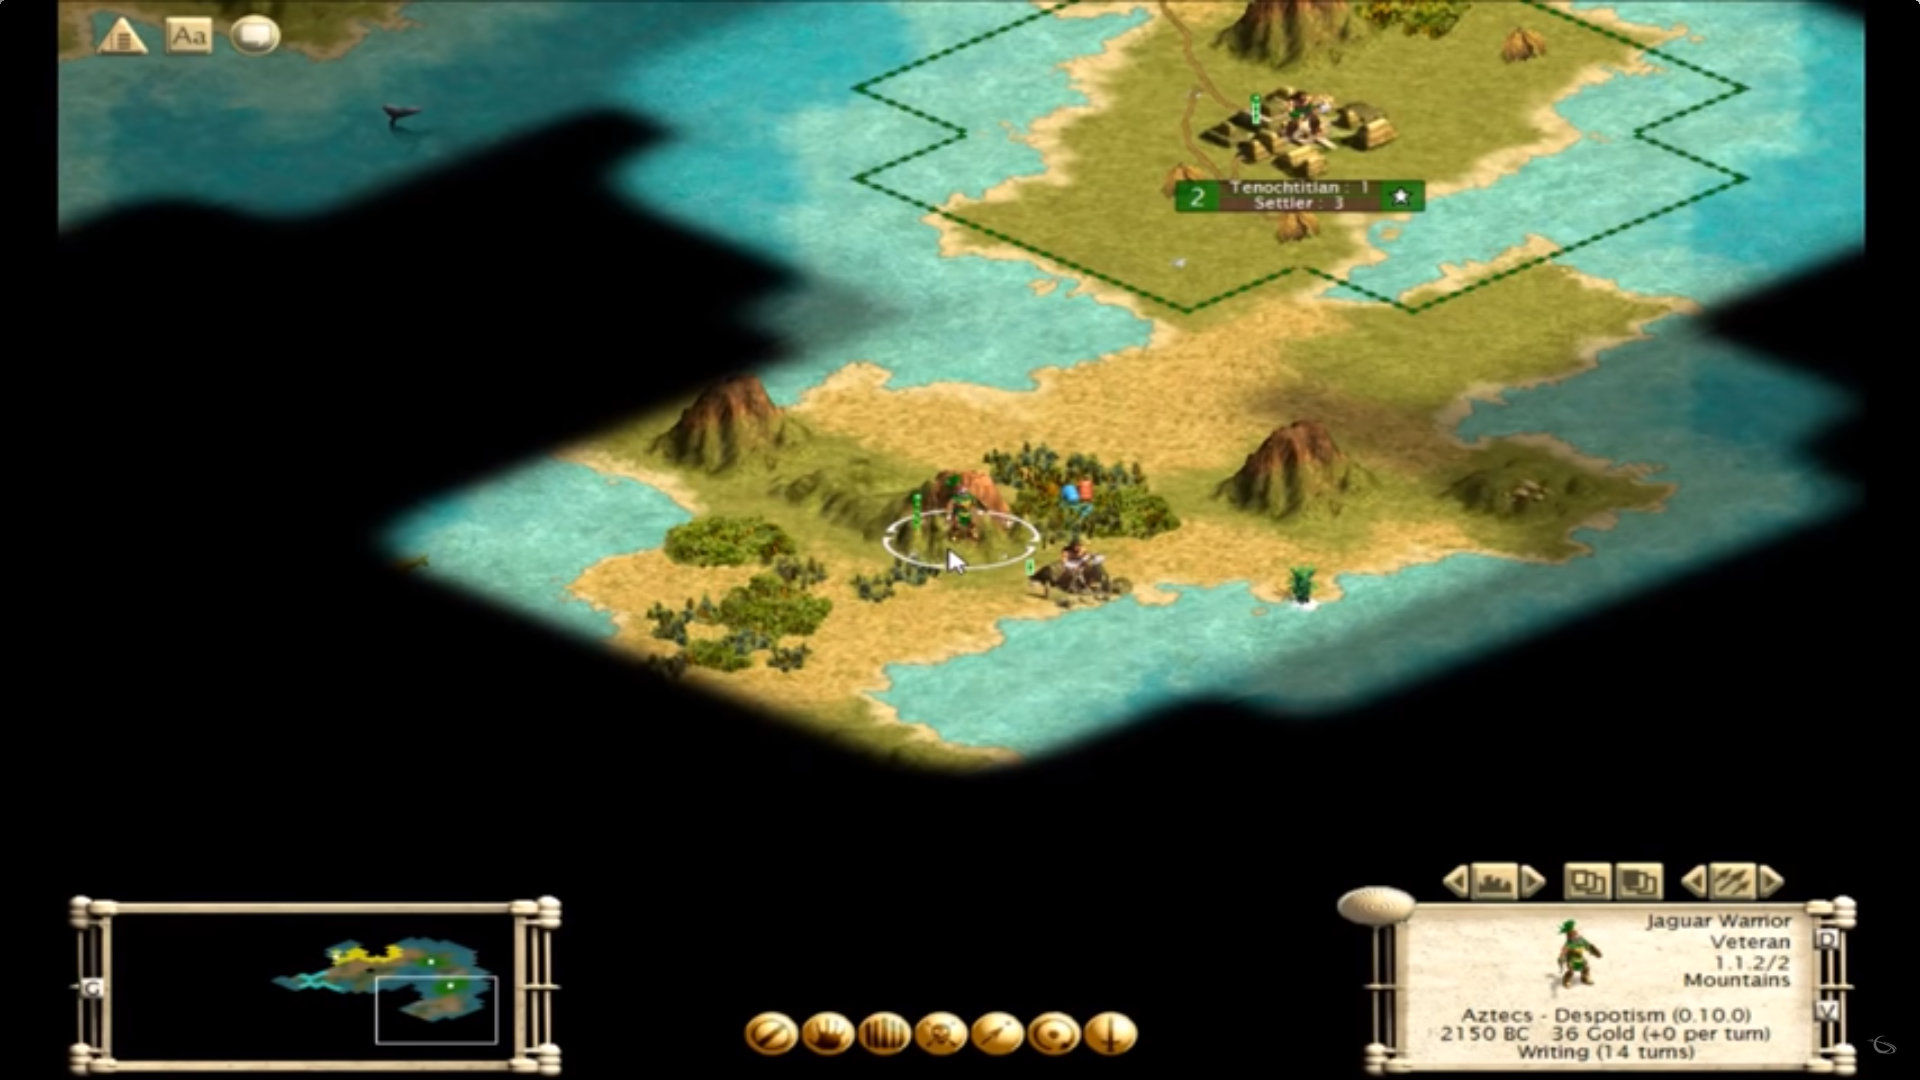 Aa
2
Tenochtitlan : 1
Settler : 3
Jaguar Warrior
Veteran
1.1.2/2
Mountains
Aztecs - Despotism (0.10.0)
2150 BC 36 Gold (+0 per turn)
Writing (14 turns)
G
D
V